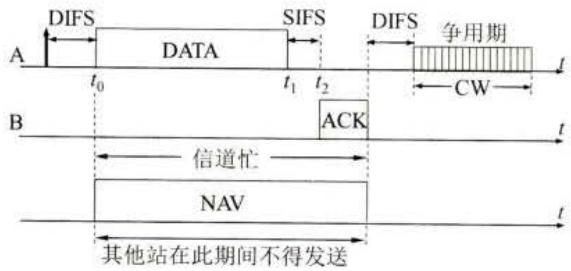 DIFS SIFS DIFS 争用期
A DATA t
t₀ t₁ t₂ CW
B ACK t
信道忙
NAV t
其他站在此期间不得发送